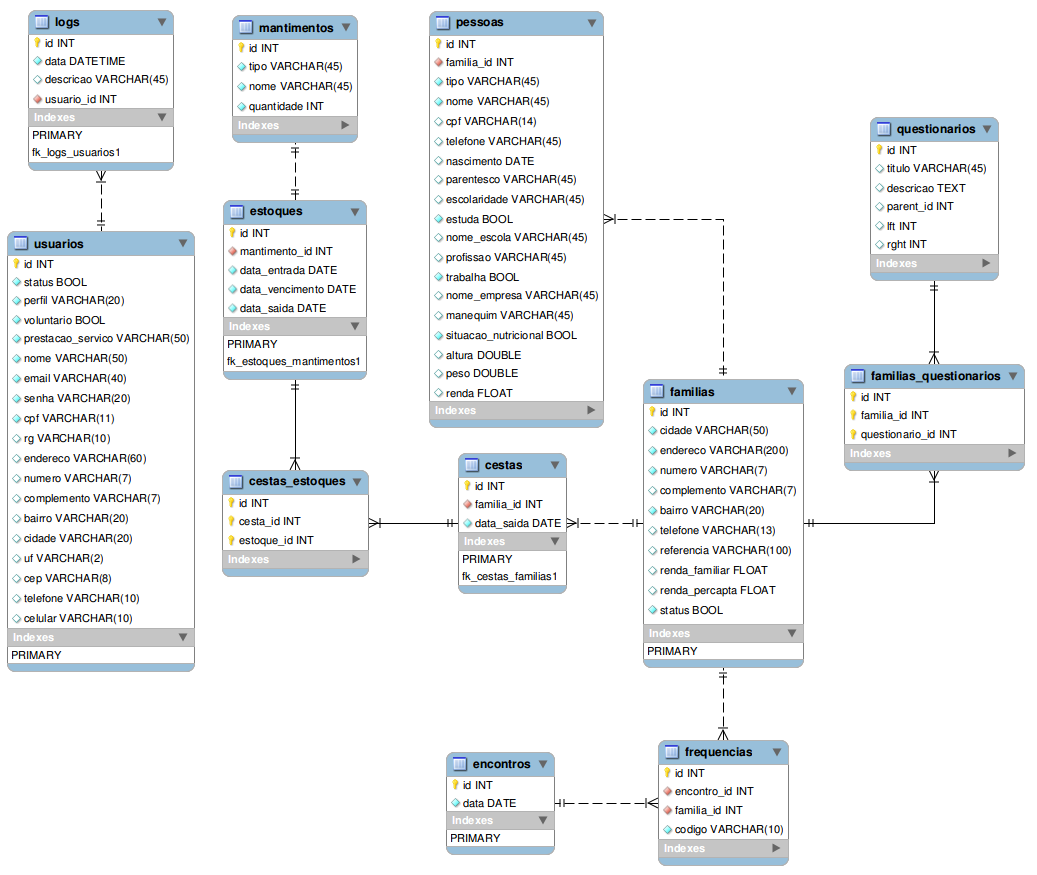 logs
id INT
data DATETIME
descricao VARCHAR(45)
usuario_id INT
Indexes
PRIMARY
fk_logs_usuarios1
mantimentos
id INT
tipo VARCHAR(45)
nome VARCHAR(45)
quantidade INT
Indexes
pessoas
id INT
familia_id INT
tipo VARCHAR(45)
nome VARCHAR(45)
cpf VARCHAR(14)
telefone VARCHAR(45)
nascimento DATE
parentesco VARCHAR(45)
escolaridade VARCHAR(45)
estuda BOOL
nome_escola VARCHAR(45)
profissao VARCHAR(45)
trabalha BOOL
nome_empresa VARCHAR(45)
manequim VARCHAR(45)
situacao_nutricional BOOL
altura DOUBLE
peso DOUBLE
renda FLOAT
Indexes
questionarios
id INT
titulo VARCHAR(45)
descricao TEXT
parent_id INT
lft INT
rght INT
Indexes
usuarios
id INT
status BOOL
perfil VARCHAR(20)
voluntario BOOL
prestacao_servico VARCHAR(50)
nome VARCHAR(50)
email VARCHAR(40)
senha VARCHAR(20)
cpf VARCHAR(11)
rg VARCHAR(10)
endereco VARCHAR(60)
numero VARCHAR(7)
complemento VARCHAR(7)
bairro VARCHAR(20)
cidade VARCHAR(20)
uf VARCHAR(2)
cep VARCHAR(8)
telefone VARCHAR(10)
celular VARCHAR(10)
Indexes
PRIMARY
estoques
id INT
mantimento_id INT
data_entrada DATE
data_vencimento DATE
data_saida DATE
Indexes
PRIMARY
fk_estoques_mantimentos1
familias
id INT
cidade VARCHAR(50)
endereco VARCHAR(200)
numero VARCHAR(7)
complemento VARCHAR(7)
bairro VARCHAR(20)
telefone VARCHAR(13)
referencia VARCHAR(100)
renda_familiar FLOAT
renda_percapta FLOAT
status BOOL
Indexes
PRIMARY
familias_questionarios
id INT
familia_id INT
questionario_id INT
Indexes
cestas_estoques
id INT
cesta_id INT
estoque_id INT
Indexes
cestas
id INT
familia_id INT
data_saida DATE
Indexes
PRIMARY
fk_cestas_familias1
encontros
id INT
data DATE
Indexes
PRIMARY
frequencias
id INT
encontro_id INT
familia_id INT
codigo VARCHAR(10)
Indexes